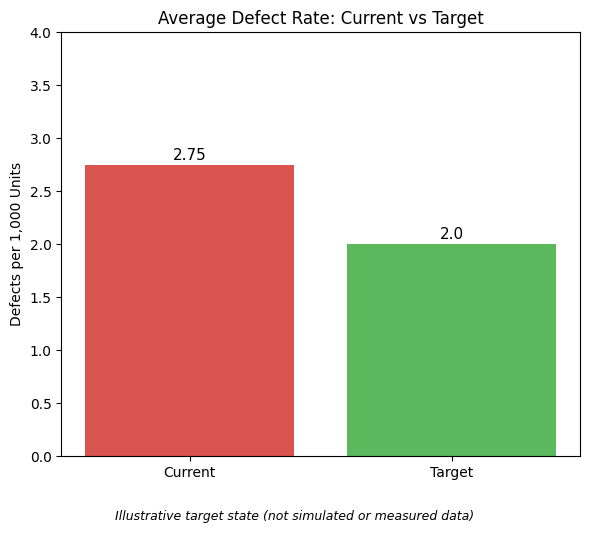 Average Defect Rate: Current vs Target
Defects per 1,000 Units
4.0
3.5
3.0
2.5
2.0
1.5
1.0
0.5
0.0
2.75
2.0
Current
Target
Illustrative target state (not simulated or measured data)